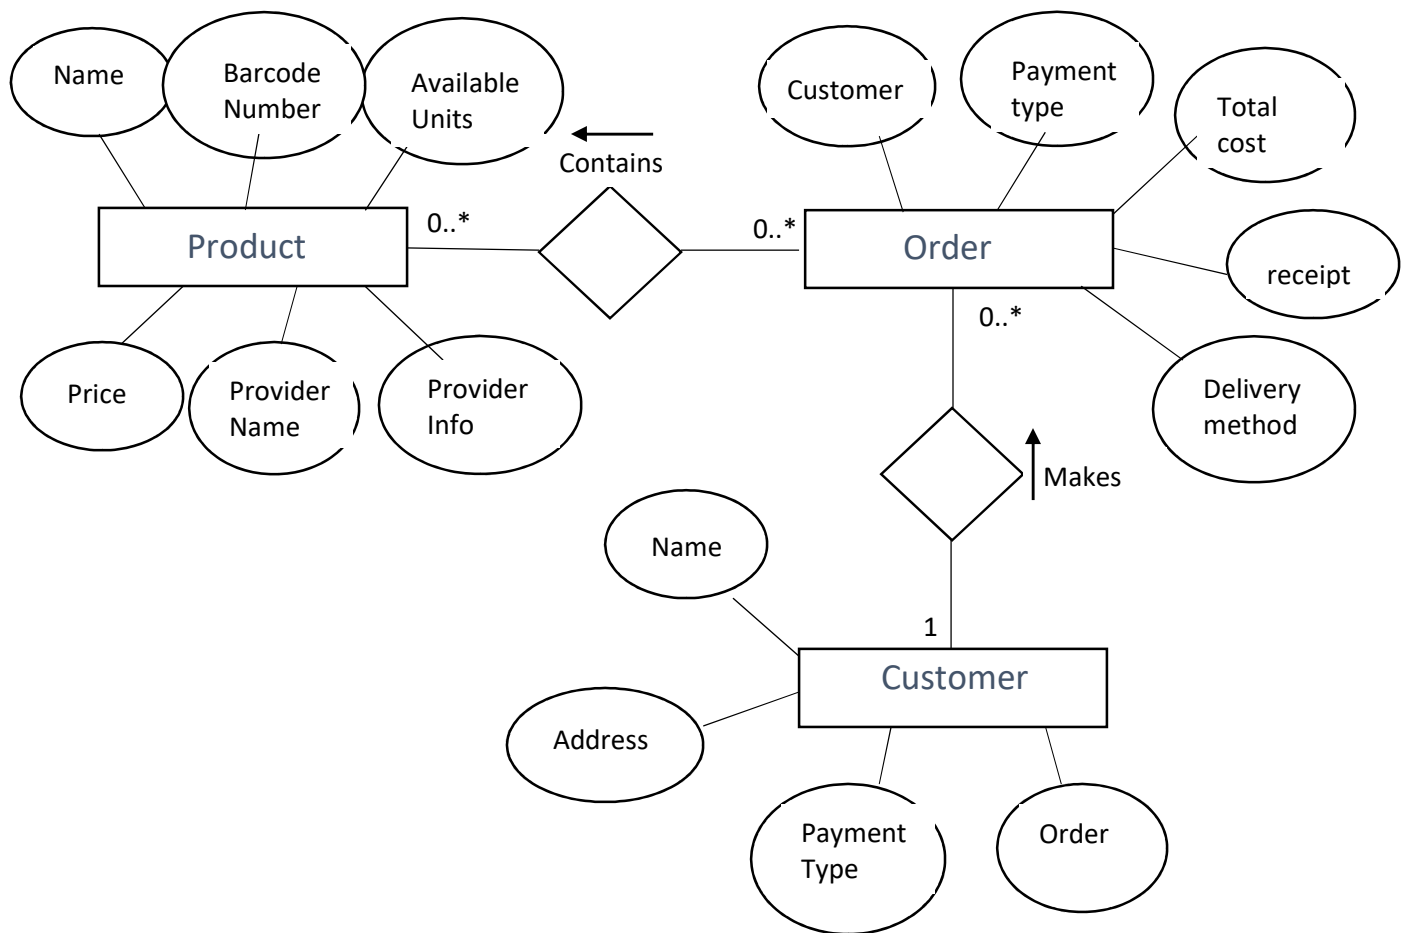 Name
Barcode
Number
Available
Units
Contains
Customer
Payment
type
Total
cost
Product
0..*
0..*
Order
receipt
0..*
Price
Provider
Name
Provider
Info
Delivery
method
Makes
Name
1
Customer
Address
Payment
Type
Order